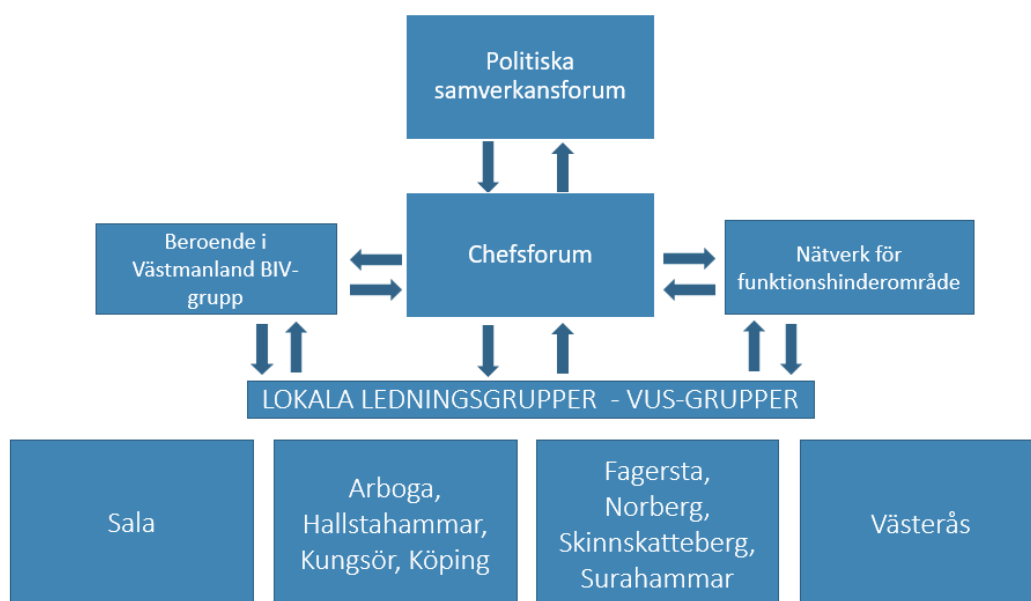 Politiska
samverkansforum
Beroende i
Västmanland BIV-
grupp
Chefsforum
Nätverk för
funktionshinderområde
LOKALA LEDNINGSGRUPPER - VUS-GRUPPER
Sala
Arboga,
Hallstahammar,
Kungsör, Köping
Fagersta,
Norberg,
Skinnskatteberg,
Surahammar
Västerås